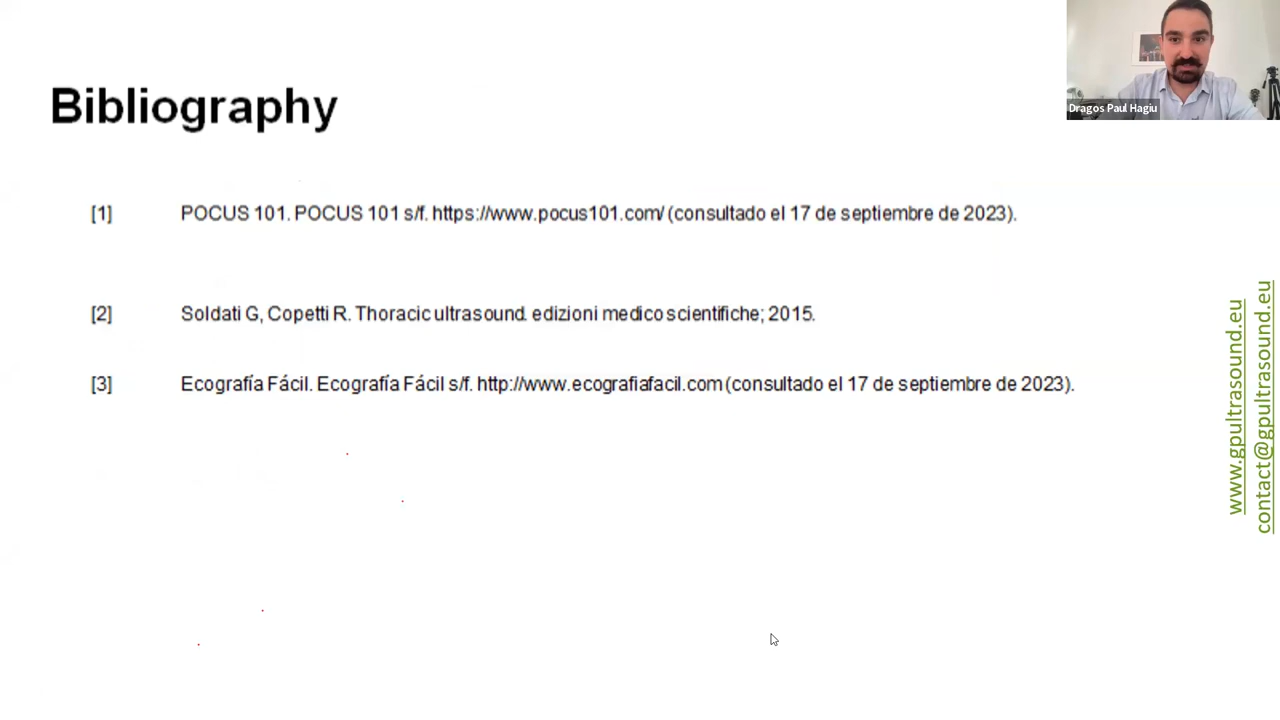 Dragos Paul Hagiu
Bibliography
[1] POCUS 101. POCUS 101 s/f. https://www.pocus101.com/ (consultado el 17 de septiembre de 2023).
[2] Soldati G, Copetti R. Thoracic ultrasound. edizioni medico scientifiche; 2015.
[3] Ecografía Fácil. Ecografía Fácil s/f. http://www.ecografiafacil.com (consultado el 17 de septiembre de 2023).
www.gpultrasound.eu
contact@gpultrasound.eu